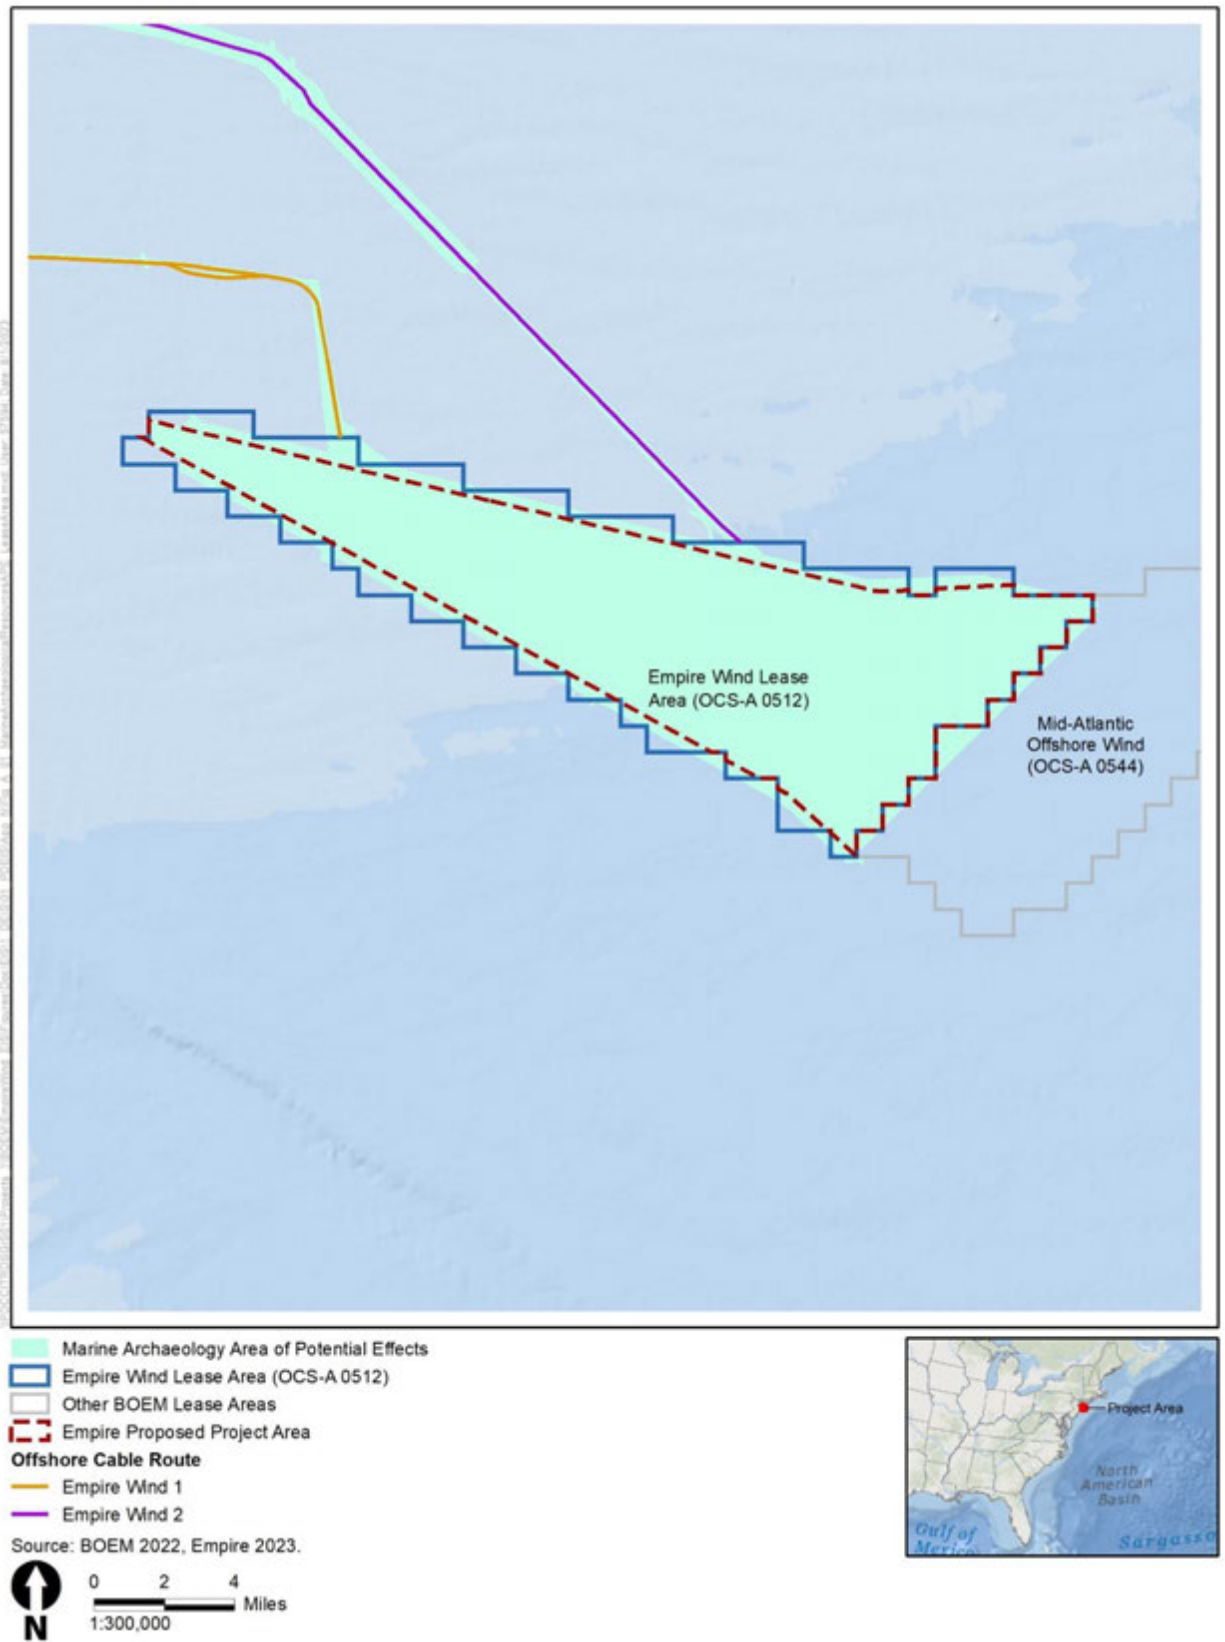 Empire Wind Lease
Area (OCS-A 0512)
Mid-Atlantic
Offshore Wind
(OCS-A 0544)
Marine Archaeology Area of Potential Effects
Empire Wind Lease Area (OCS-A 0512)
Other BOEM Lease Areas
Empire Proposed Project Area
Offshore Cable Route
Empire Wind 1
Empire Wind 2
Source: BOEM 2022, Empire 2023.
0 2 4
Miles
1:300,000
N
Project Area
North
American
Basin
Gulf of
Mexico
Sargasso